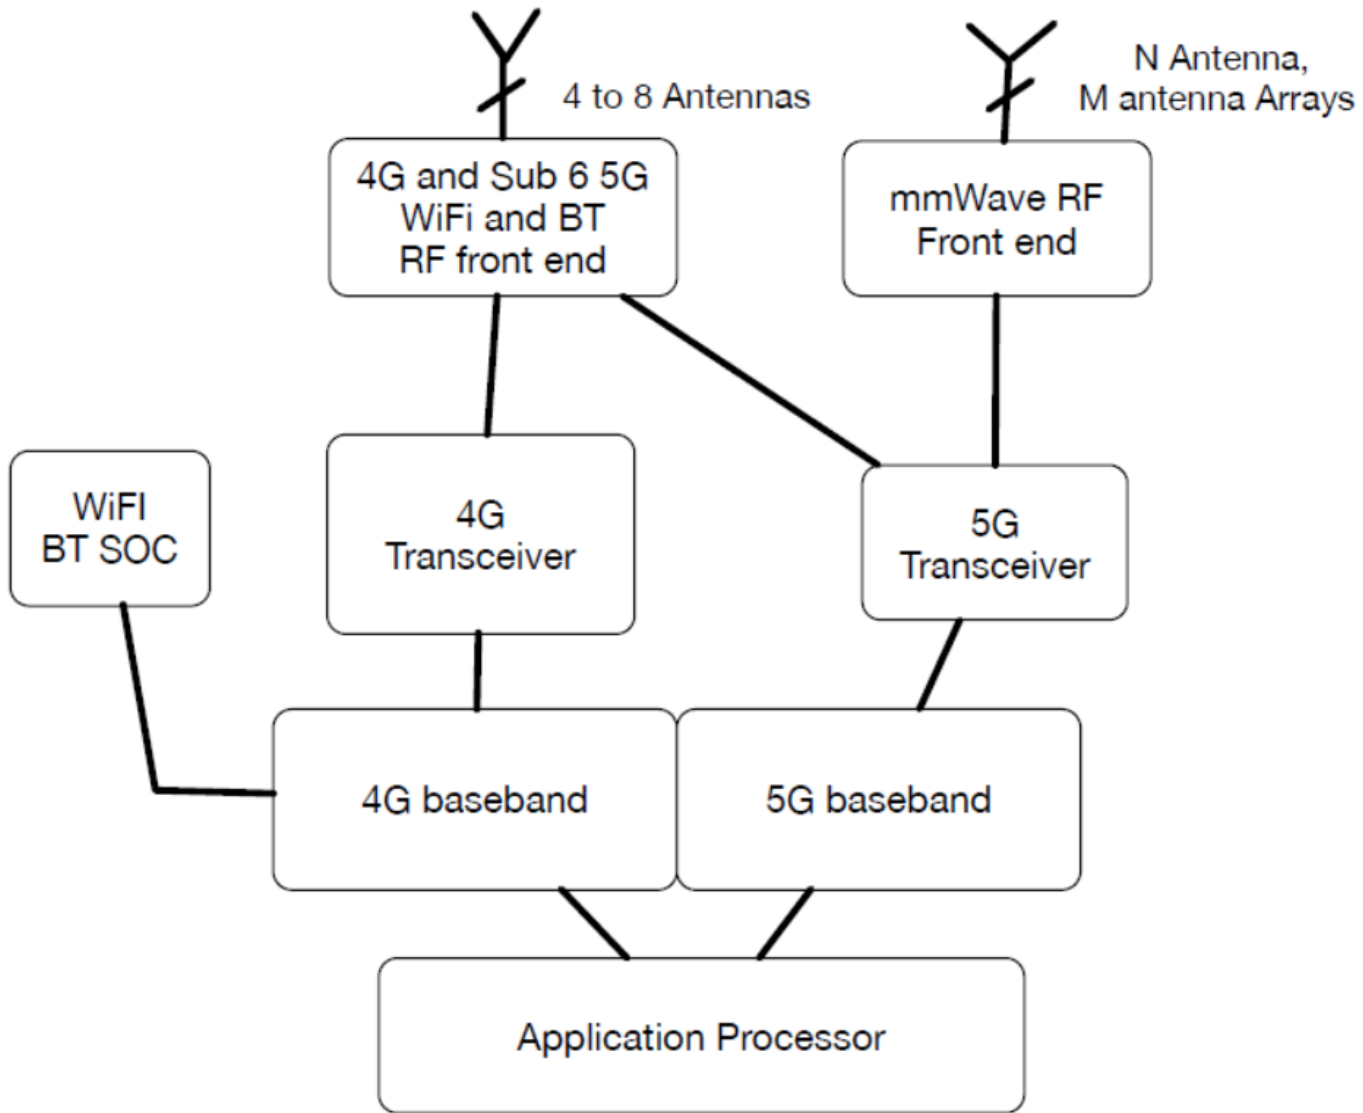 4 to 8 Antennas
N Antenna,
M antenna Arrays
4G and Sub 6 5G
WiFi and BT
RF front end
mmWave RF
Front end
WiFI
BT SOC
4G
Transceiver
5G
Transceiver
4G baseband
5G baseband
Application Processor